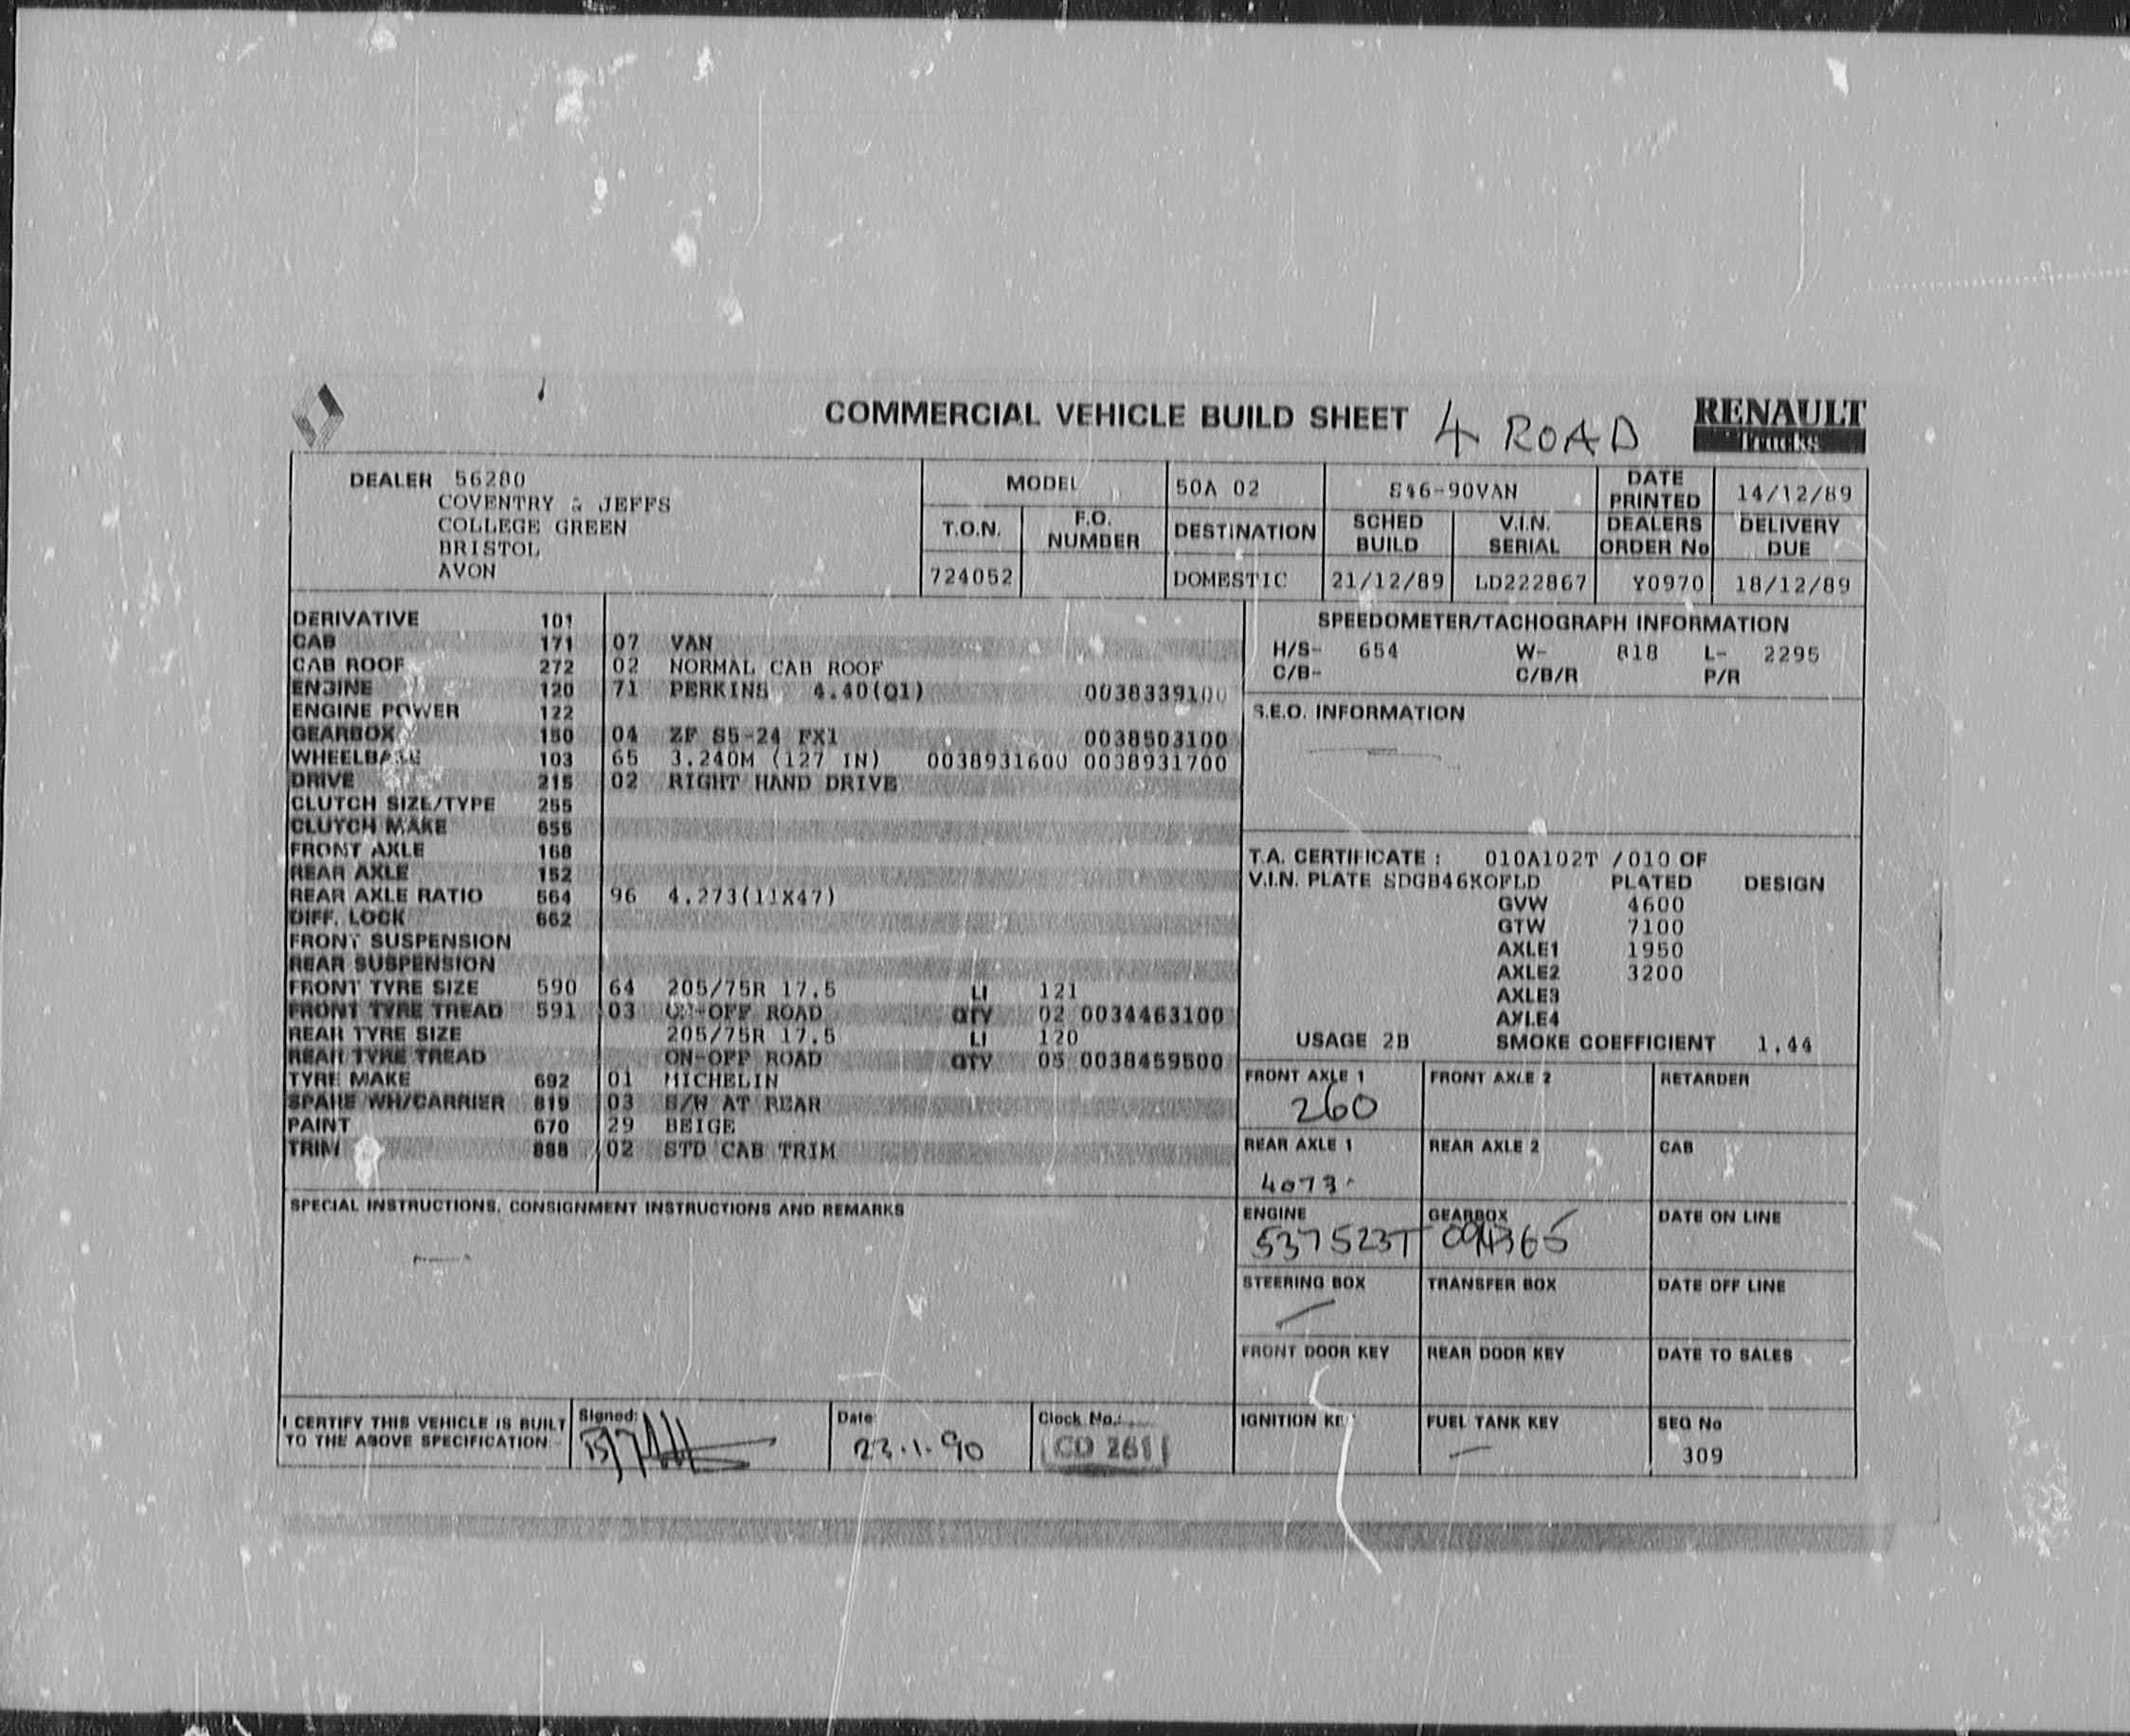 COMMERCIAL VEHICLE BUILD SHEET 4 ROAD
RENAULT
Trucks
DEALER 56280
COVENTRY & JEFFS
COLLEGE GREEN
BRISTOL
AVON
MODEL 50A 02 S46-90VAN DATE PRINTED 14/12/89
T.O.N. F.O. NUMBER DESTINATION SCHED BUILD V.I.N. SERIAL DEALERS ORDER No DELIVERY DUE
724052 DOMESTIC 21/12/89 LD222867 Y0970 18/12/89
DERIVATIVE 101
CAB 171 07 VAN
CAB ROOF 272 02 NORMAL CAB ROOF
ENGINE 120 71 PERKINS 4.40(Q1) 0038339100
ENGINE POWER 122
GEARBOX 150 04 ZF S5-24 FX1 0038503100
WHEELBASE 103 65 3.240M (127 IN) 0038931600 0038931700
DRIVE 215 02 RIGHT HAND DRIVE
CLUTCH SIZE/TYPE 255
CLUTCH MAKE 655
FRONT AXLE 168
REAR AXLE 152
REAR AXLE RATIO 564 96 4.273(11X47)
DIFF. LOCK 662
FRONT SUSPENSION
REAR SUSPENSION
FRONT TYRE SIZE 590 64 205/75R 17.5 LI 121
FRONT TYRE TREAD 591 03 ON-OFF ROAD QTY 02 0034463100
REAR TYRE SIZE 205/75R 17.5 LI 120
REAR TYRE TREAD ON-OFF ROAD QTY 05 0038459500
TYRE MAKE 692 01 MICHELIN
SPARE WH/CARRIER 819 03 S/W AT REAR
PAINT 670 29 BEIGE
TRIM 888 02 STD CAB TRIM
SPECIAL INSTRUCTIONS, CONSIGNMENT INSTRUCTIONS AND REMARKS
SPEEDOMETER/TACHOGRAPH INFORMATION
H/S- 654 W- 818 L- 2295
C/B- C/B/R P/R
S.E.O. INFORMATION
T.A. CERTIFICATE : 010A102T /010 OF
V.I.N. PLATE SDGB46KOFLD PLATED DESIGN
GVW 4600
GTW 7100
AXLE1 1950
AXLE2 3200
AXLE3
AXLE4
USAGE 2B SMOKE COEFFICIENT 1.44
FRONT AXLE 1 FRONT AXLE 2 RETARDER
260
REAR AXLE 1 REAR AXLE 2 CAB
4073
ENGINE GEARBOX DATE ON LINE
537523T
STEERING BOX TRANSFER BOX DATE OFF LINE
FRONT DOOR KEY REAR DOOR KEY DATE TO SALES
IGNITION KEY FUEL TANK KEY SEQ No
309
I CERTIFY THIS VEHICLE IS BUILT
TO THE ABOVE SPECIFICATION:-
Signed:
Date
23.1.90
Clock No.:
CO 261